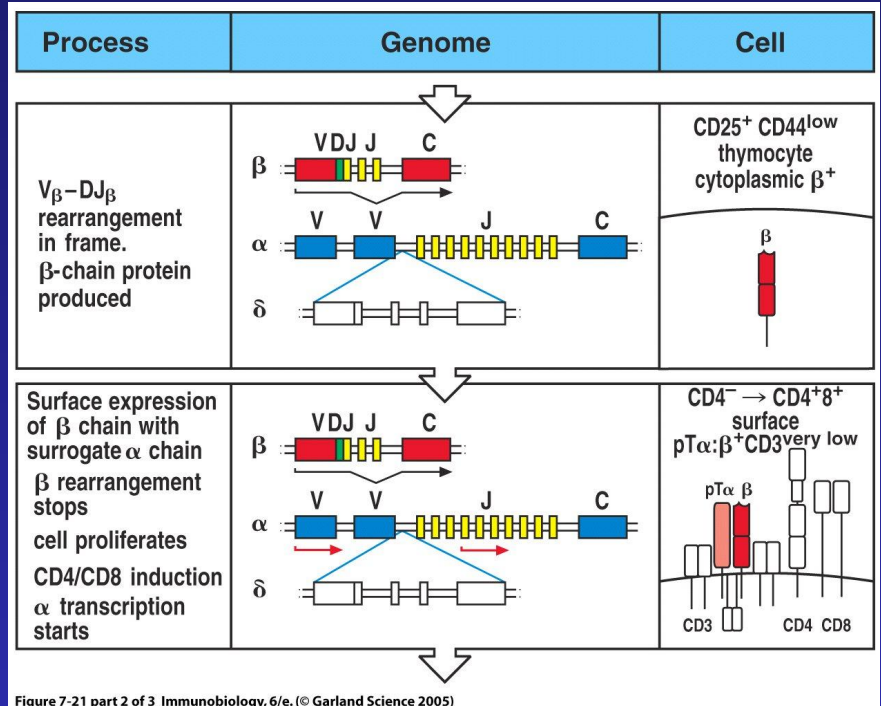 Process
Genome
Cell
Vβ–DJβ
rearrangement
in frame.
β-chain protein
produced
V DJ J C
β
V V J C
α
δ
CD25⁺ CD44low
thymocyte
cytoplasmic β⁺
β
Surface expression
of β chain with
surrogate α chain
β rearrangement
stops
cell proliferates
CD4/CD8 induction
α transcription
starts
V DJ J C
β
V V J C
α
δ
CD4⁻ → CD4⁺8⁺
surface
pTα:β⁺CD3very low
pTα β
CD3 CD4 CD8
Figure 7-21 part 2 of 3 Immunobiology, 6/e. (© Garland Science 2005)